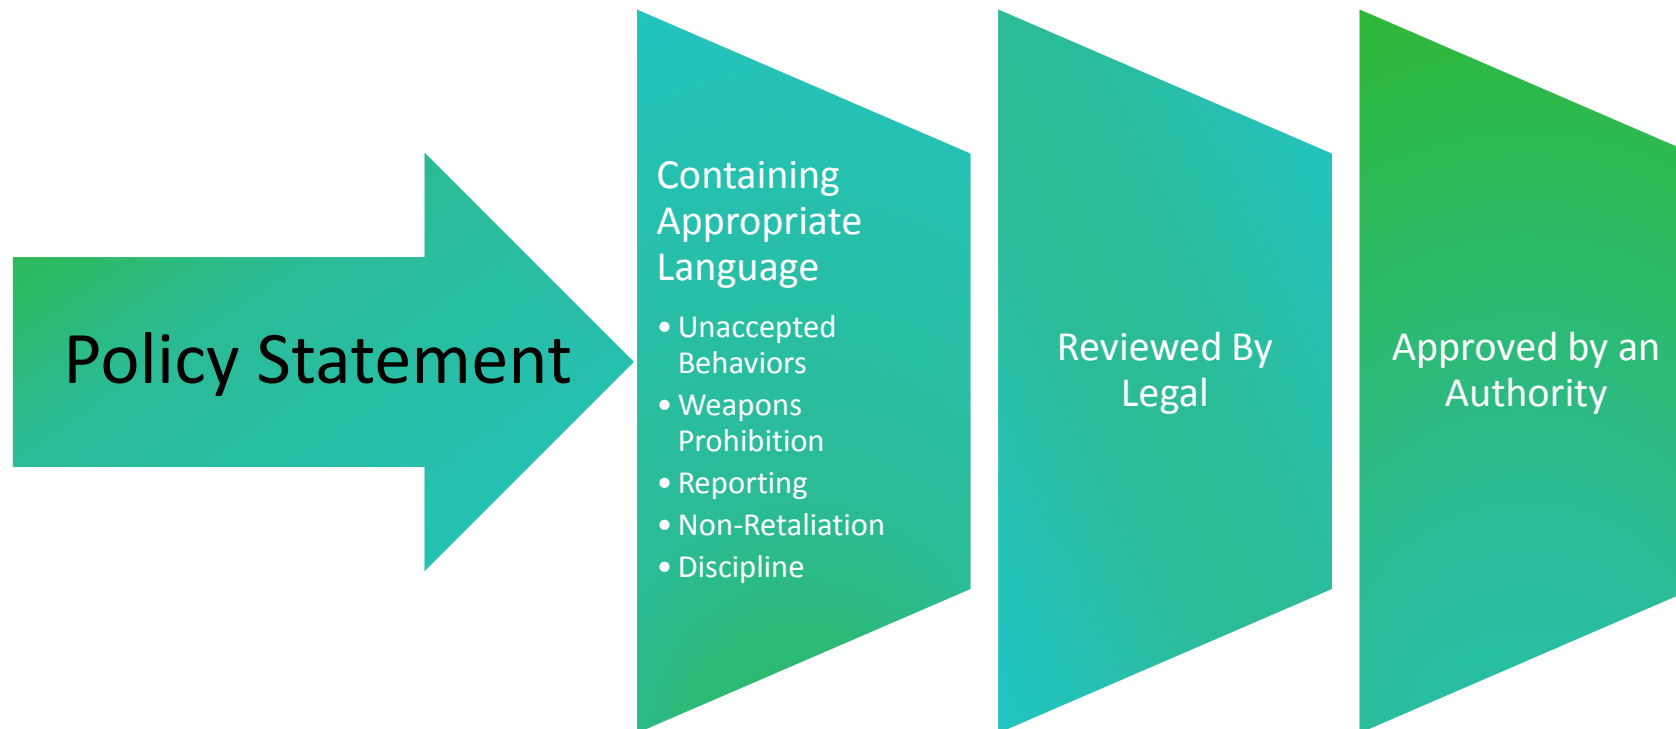 Policy Statement
Containing
Appropriate
Language
• Unaccepted
Behaviors
• Weapons
Prohibition
• Reporting
• Non-Retaliation
• Discipline
Reviewed By
Legal
Approved by an
Authority